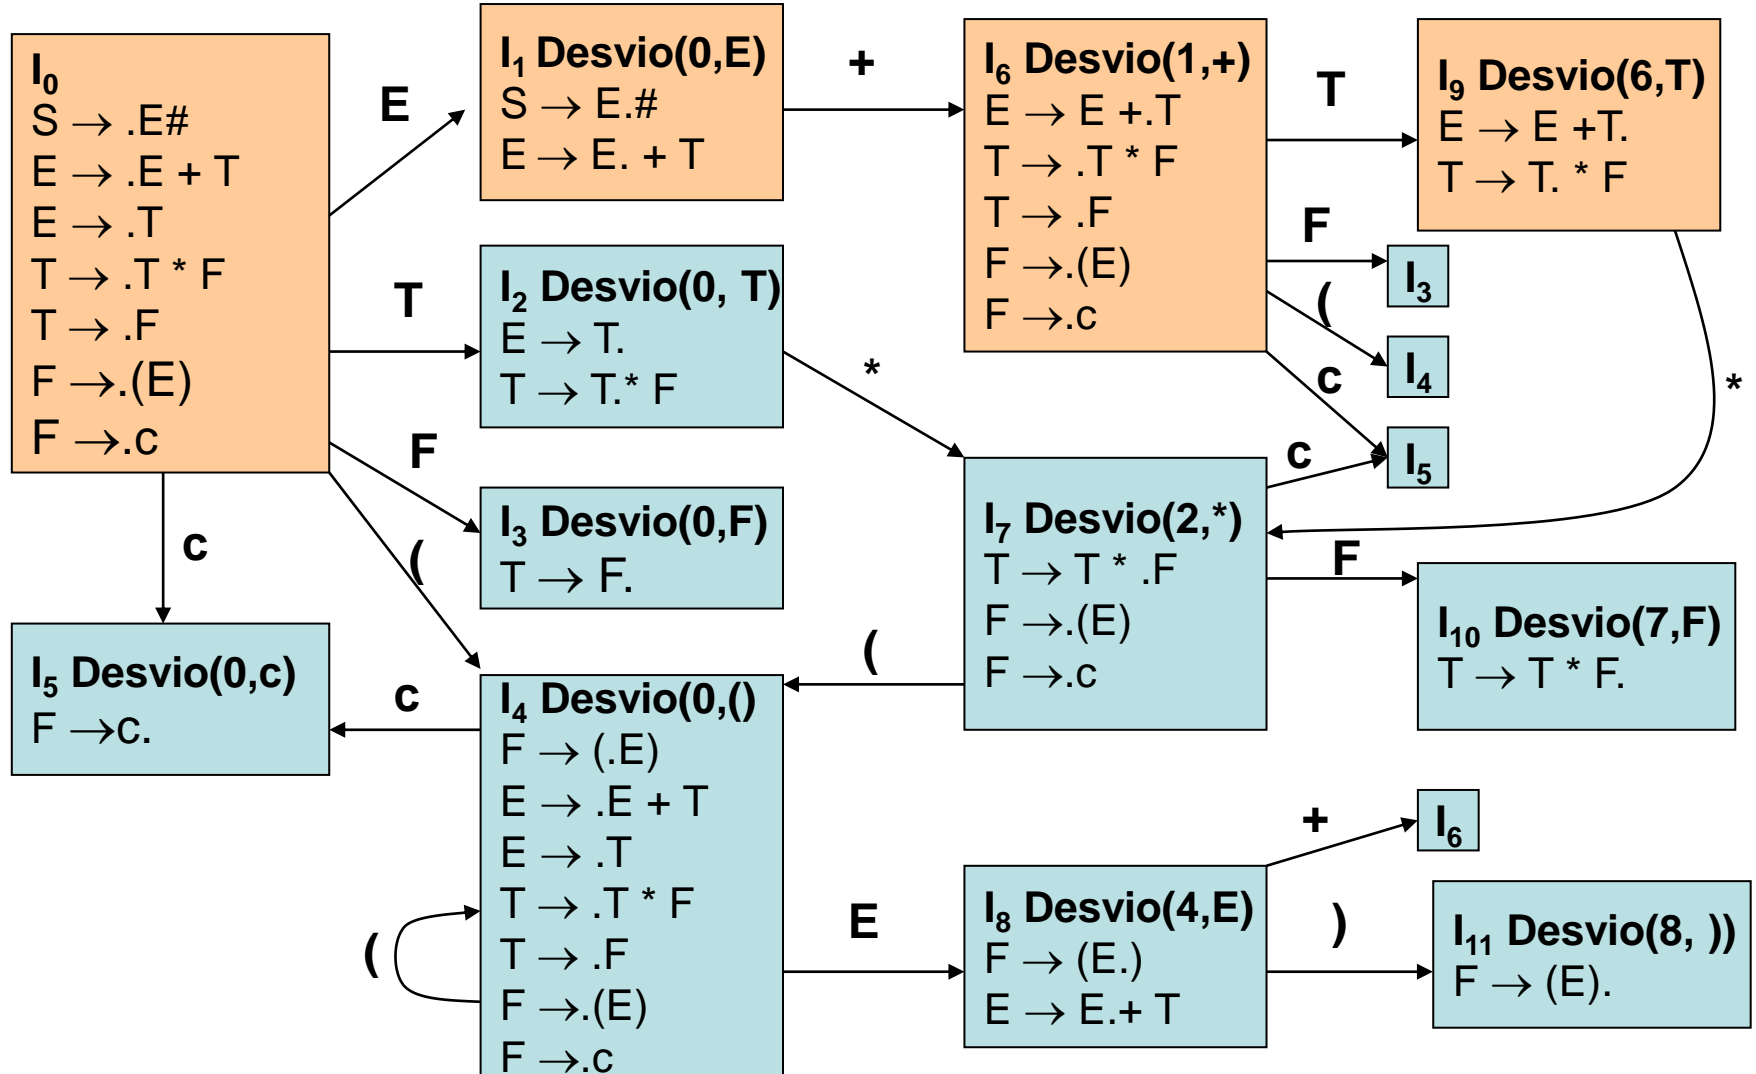 I0
S → .E#
E → .E + T
E → .T
T → .T * F
T → .F
F →.(E)
F →.c
E
I1 Desvio(0,E)
S → E.#
E → E. + T
+
I6 Desvio(1,+)
E → E +.T
T → .T * F
T → .F
F →.(E)
F →.c
T
I9 Desvio(6,T)
E → E +T.
T → T. * F
F
I3
(
I4
c
I5
*
T
I2 Desvio(0, T)
E → T.
T → T.* F
*
F
I3 Desvio(0,F)
T → F.
c
(
I7 Desvio(2,*)
T → T * .F
F →.(E)
F →.c
c
F
I10 Desvio(7,F)
T → T * F.
(
I5 Desvio(0,c)
F →c.
c
I4 Desvio(0,()
F → (.E)
E → .E + T
E → .T
T → .T * F
T → .F
F →.(E)
F →.c
(
E
I8 Desvio(4,E)
F → (E.)
E → E.+ T
+
I6
)
I11 Desvio(8, ))
F → (E).